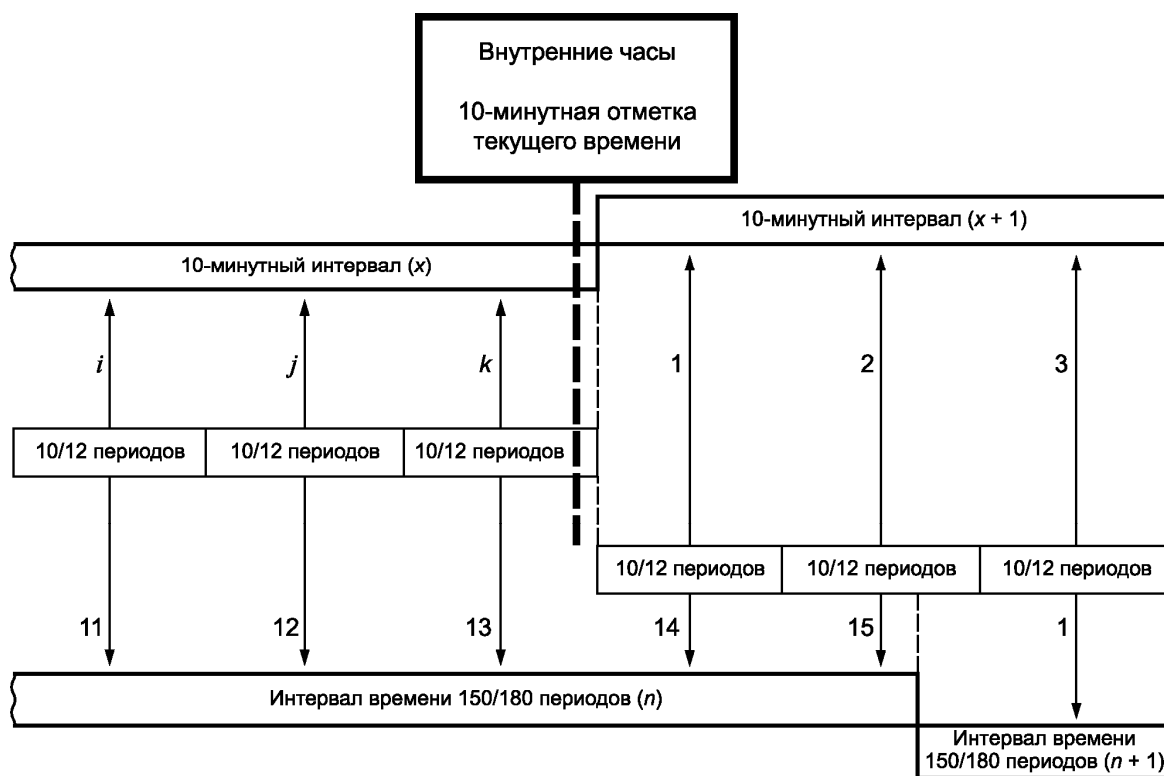 Внутренние часы
10-минутная отметка
текущего времени
10-минутный интервал (x + 1)
10-минутный интервал (x)
i
j
k
1
2
3
10/12 периодов
10/12 периодов
10/12 периодов
10/12 периодов
10/12 периодов
10/12 периодов
11
12
13
14
15
1
Интервал времени 150/180 периодов (n)
Интервал времени
150/180 периодов (n + 1)